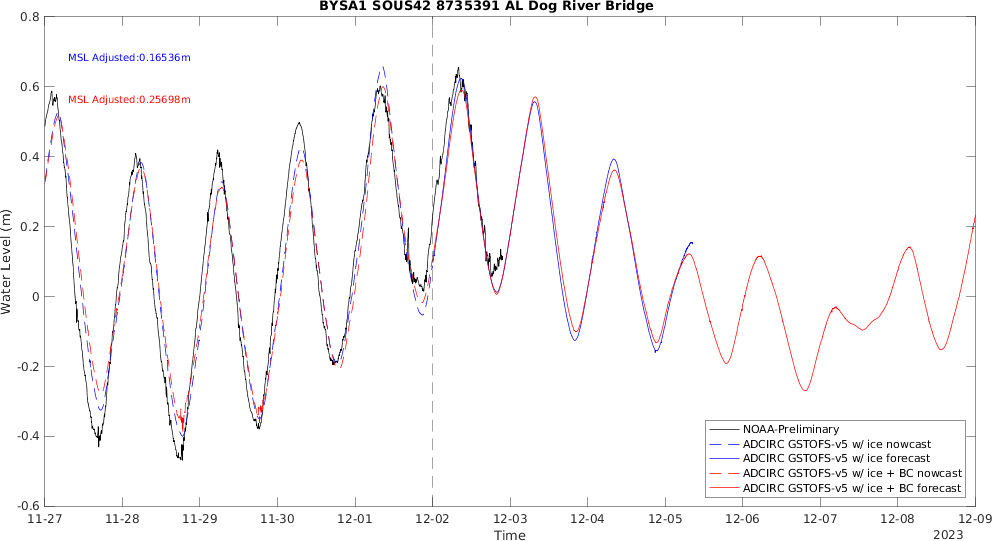 BYSA1 SOUS42 8735391 AL Dog River Bridge
0.8
0.6
0.4
0.2
0
-0.2
-0.4
-0.6
Water Level (m)
MSL Adjusted:0.16536m
MSL Adjusted:0.25698m
NOAA-Preliminary
ADCIRC GSTOFS-v5 w/ ice nowcast
ADCIRC GSTOFS-v5 w/ ice forecast
ADCIRC GSTOFS-v5 w/ ice + BC nowcast
ADCIRC GSTOFS-v5 w/ ice + BC forecast
11-27 11-28 11-29 11-30 12-01 12-02 12-03 12-04 12-05 12-06 12-07 12-08 12-09
Time
2023